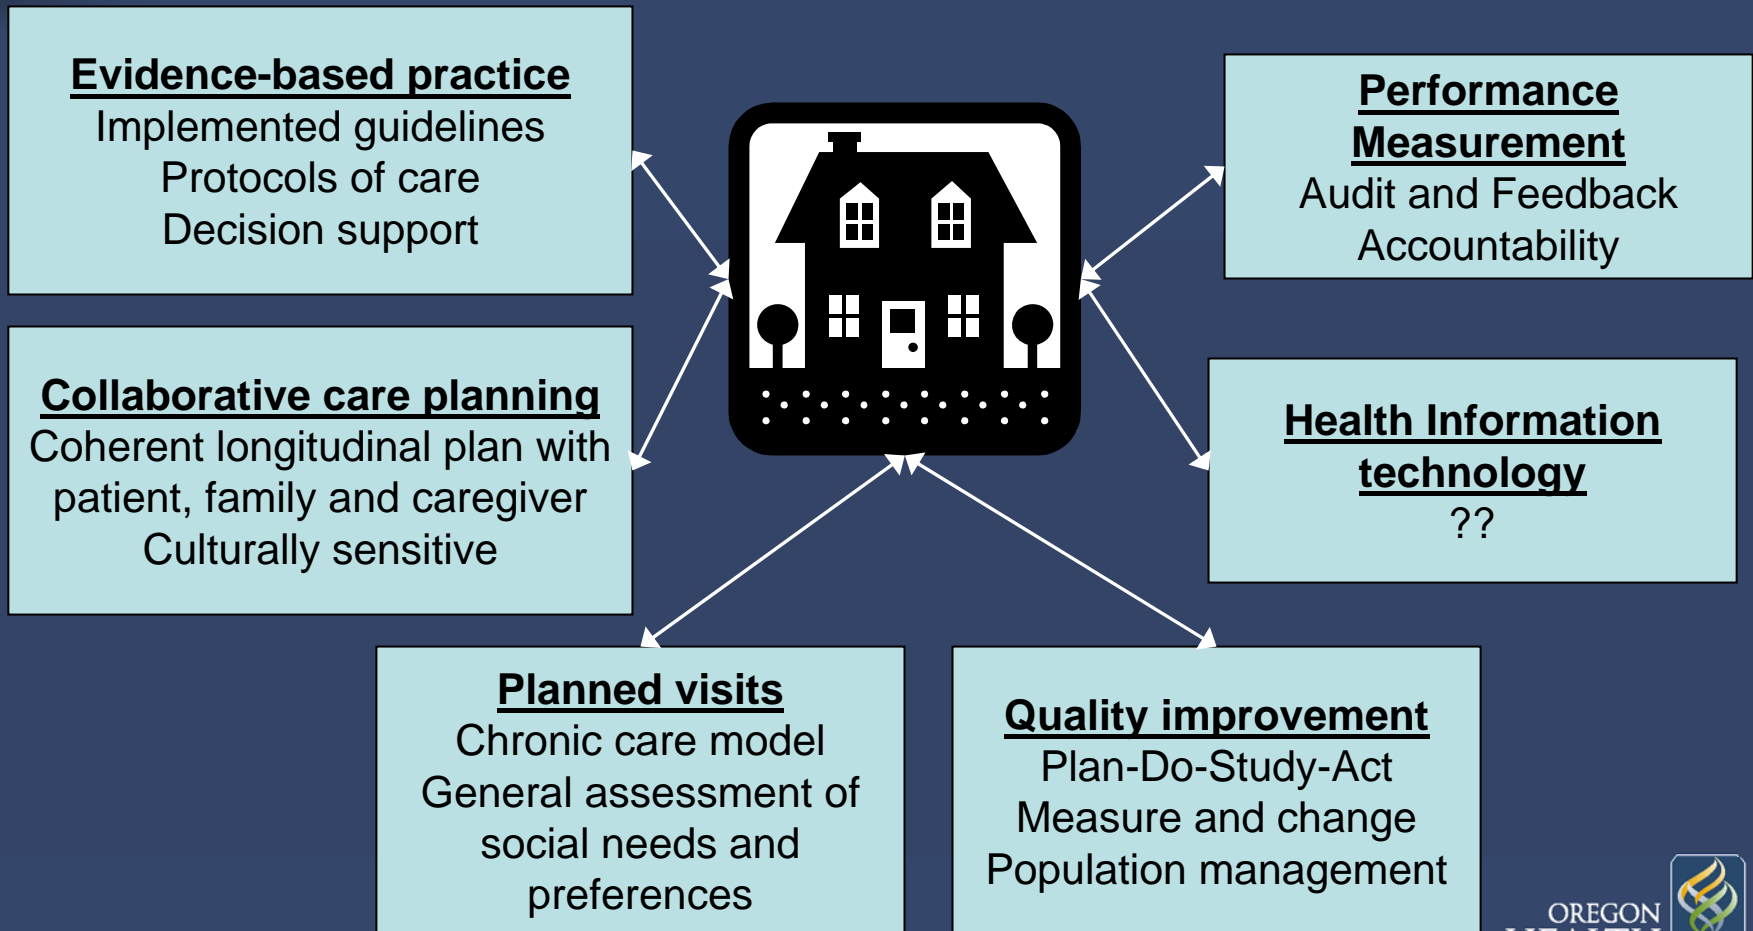 Evidence-based practice
Implemented guidelines
Protocols of care
Decision support
Performance
Measurement
Audit and Feedback
Accountability
Collaborative care planning
Coherent longitudinal plan with
patient, family and caregiver
Culturally sensitive
Health Information
technology
??
Planned visits
Chronic care model
General assessment of
social needs and
preferences
Quality improvement
Plan-Do-Study-Act
Measure and change
Population management
OREGON
HEALTH